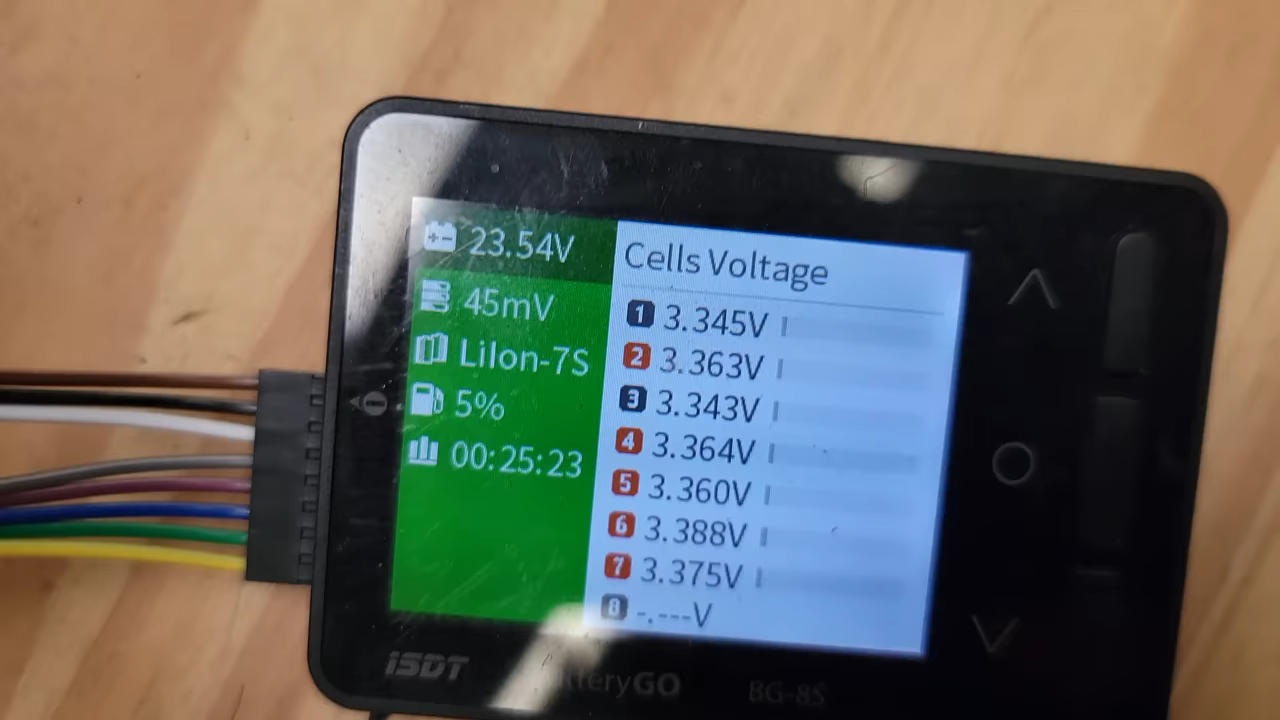 23.54V
45mV
LiIon-7S
5%
00:25:23
Cells Voltage
1 3.345V
2 3.363V
3 3.343V
4 3.364V
5 3.360V
6 3.388V
7 3.375V
8 -.---V
iSDT
BatteryGO
BG-8S